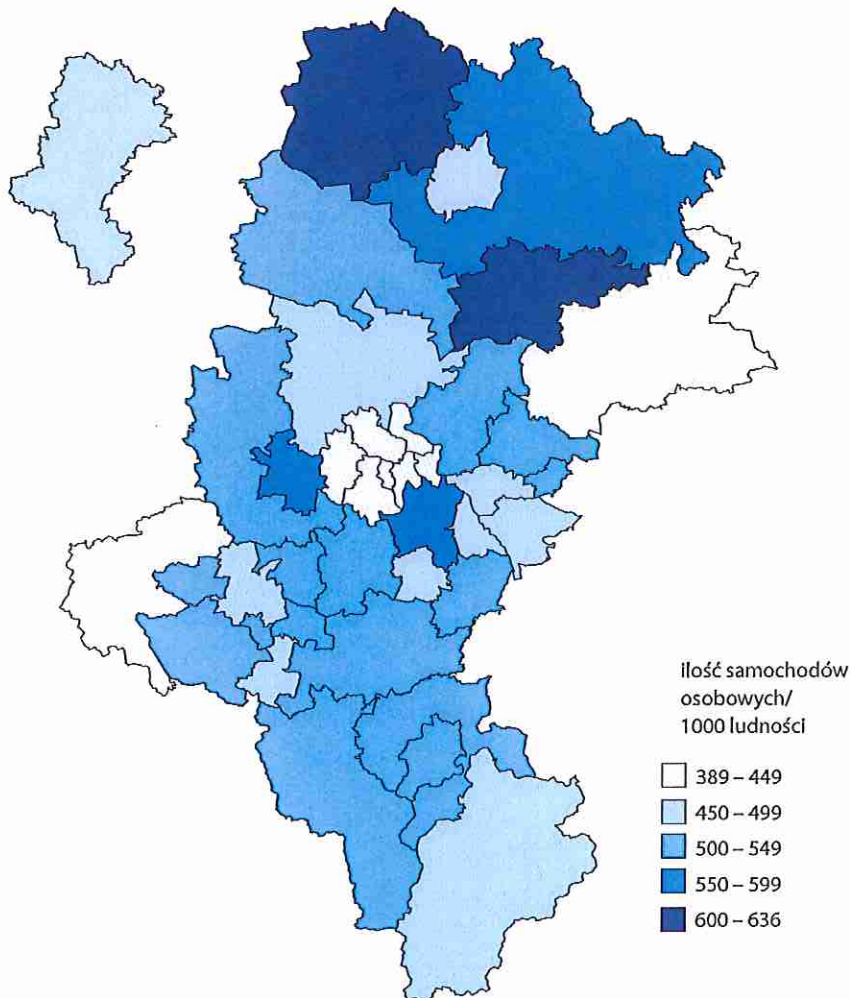 ilość samochodów
osobowych/
1000 ludności
389 – 449
450 – 499
500 – 549
550 – 599
600 – 636